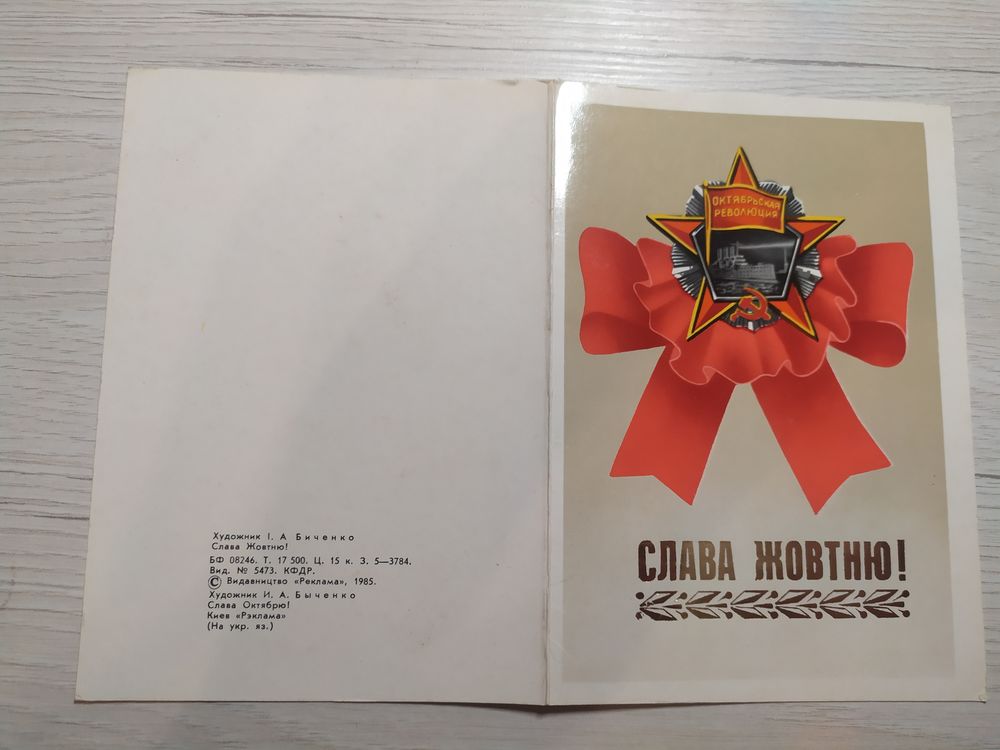 Художник І. А Биченко
Слава Жовтню!
БФ 08246. Т. 17 500. Ц. 15 к. З. 5—3784.
Вид. № 5473. КФДР.
© Видавництво «Реклама», 1985.
Художник И. А. Быченко
Слава Октябрю!
Киев «Рэклама»
(На укр. яз.)
ОКТЯБРЬСКАЯ
РЕВОЛЮЦИЯ
СЛАВА ЖОВТНЮ!